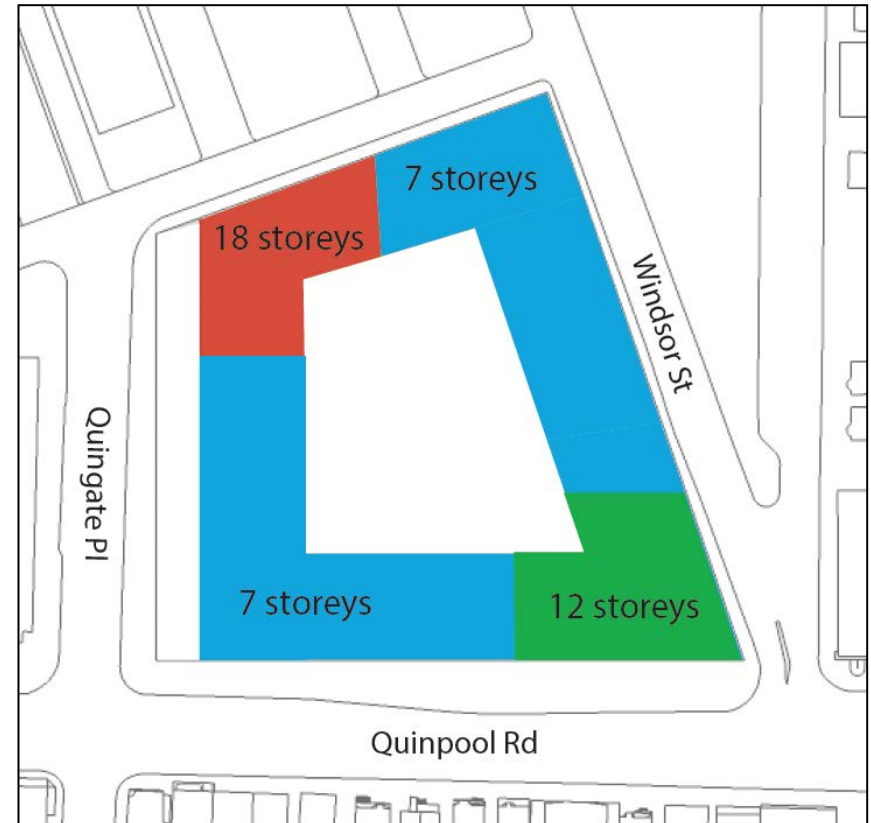 7 storeys
18 storeys
Windsor St
Quingate Pl
7 storeys
12 storeys
Quinpool Rd